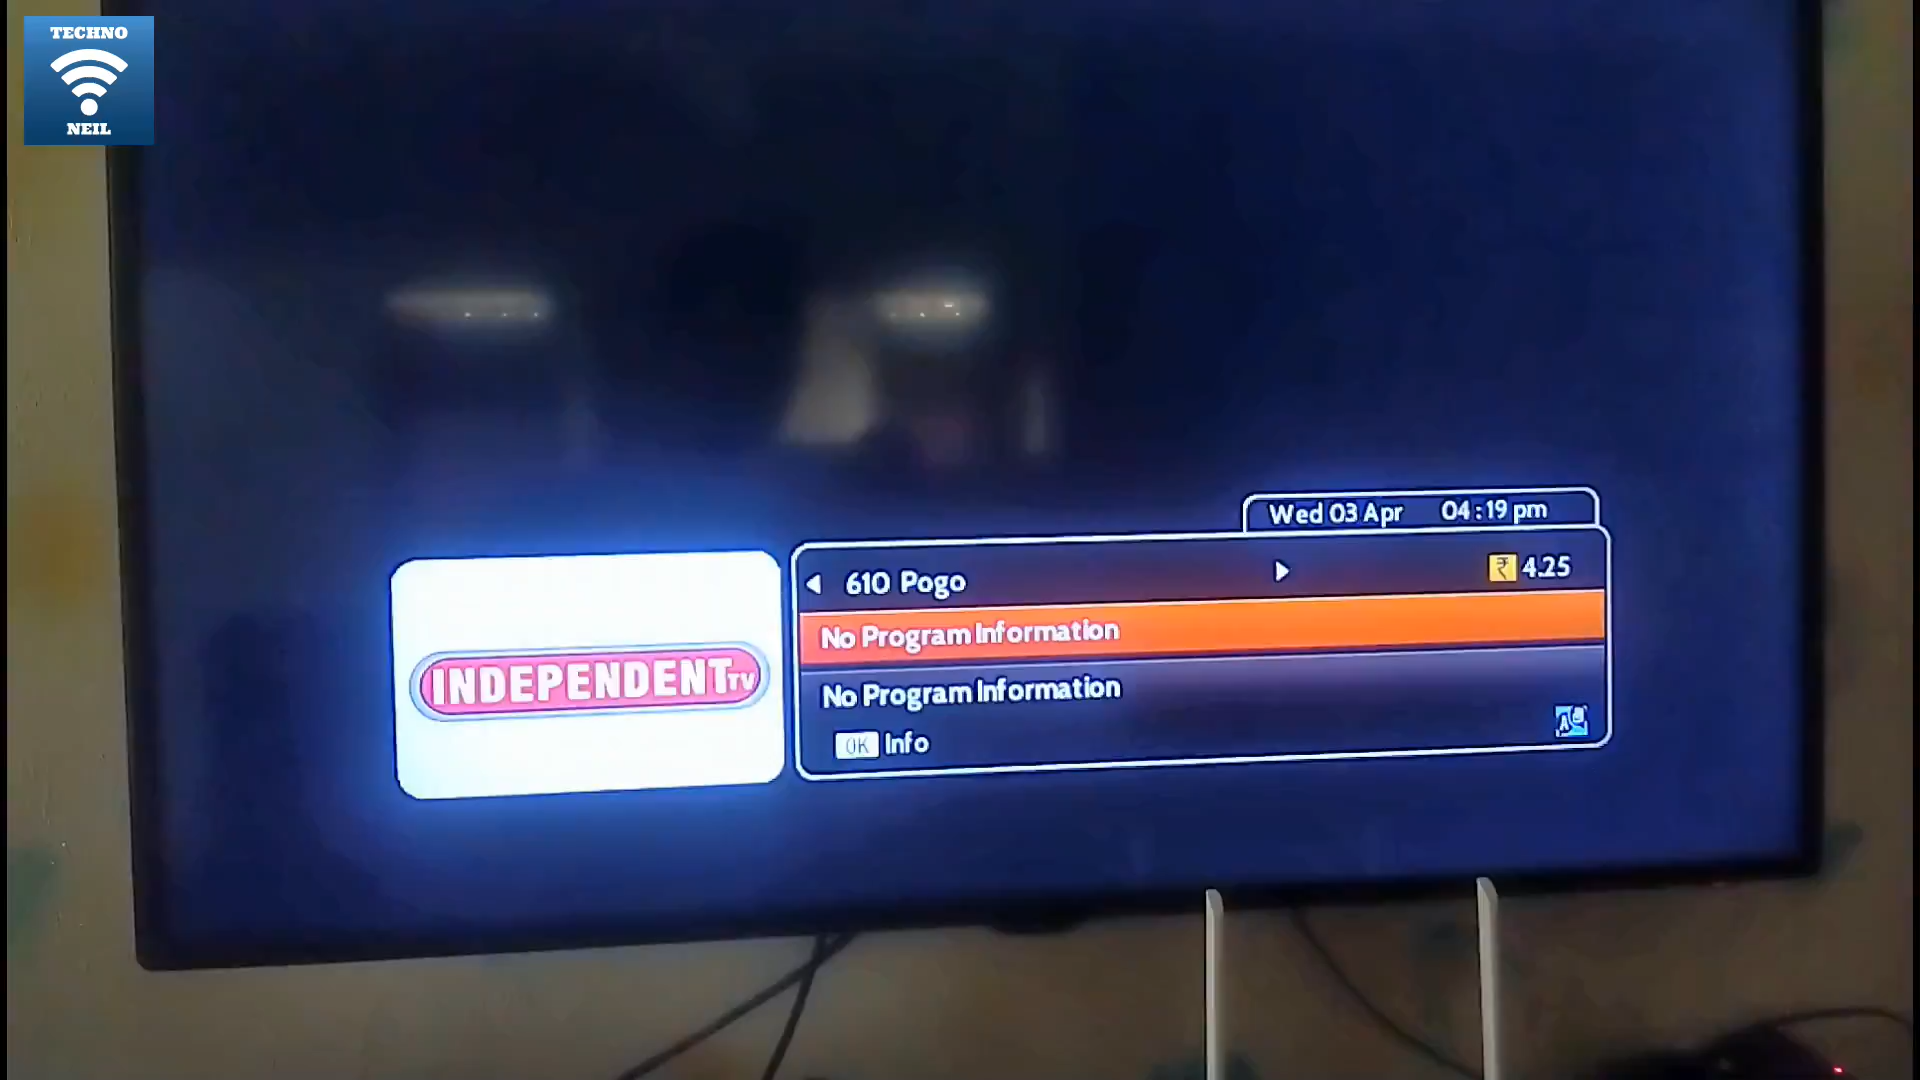 TECHNO
NEIL
Wed 03 Apr 04:19 pm
610 Pogo ₹ 4.25
No Program Information
INDEPENDENT TV
No Program Information
OK Info